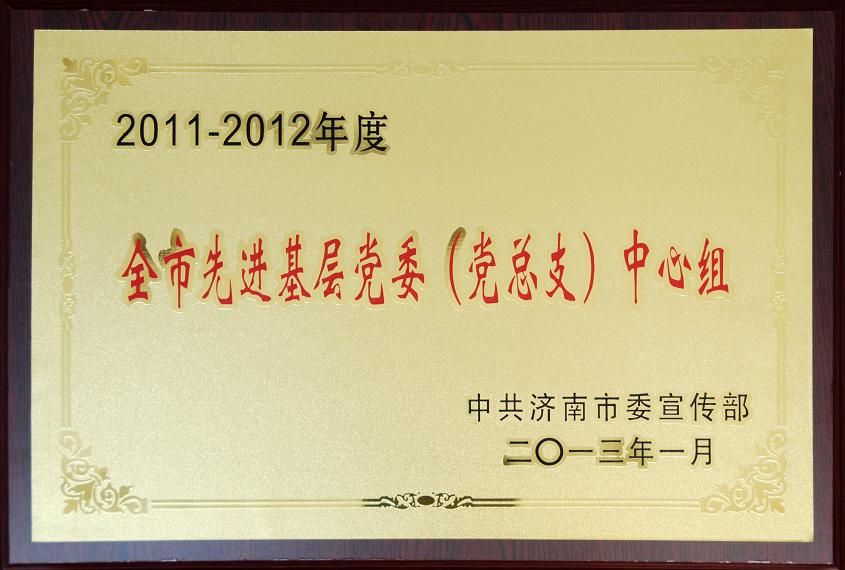 2011-2012年度
全市先进基层党委（党总支）中心组
中共济南市委宣传部
二〇一三年一月